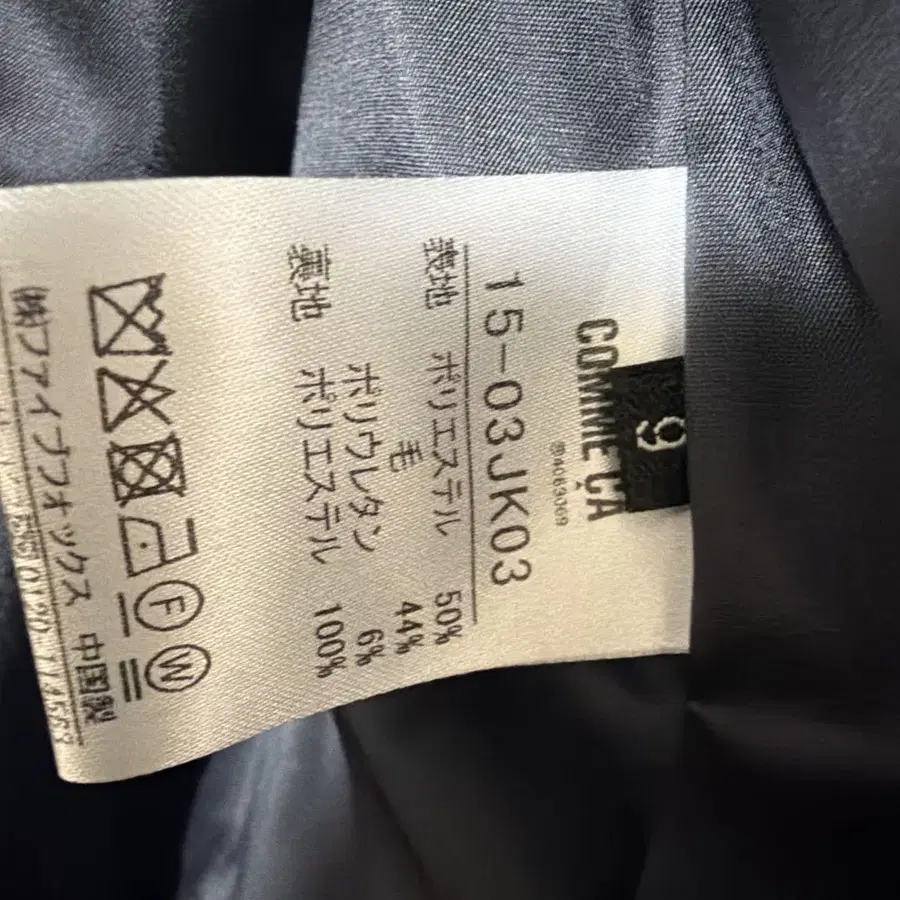 9
COMME ÇA
15-03JK03
表地 ポリエステル 50%
毛 44%
ポリウレタン 6%
裏地 ポリエステル 100%
F W
㈱ファイブフォックス 中国製